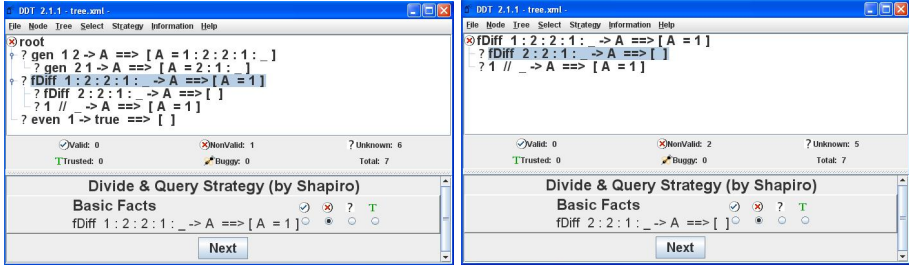 DDT 2.1.1 - tree.xml -
File Node Tree Select Strategy Information Help
root
? gen 1 2 -> A ==> [ A = 1 : 2 : 2 : 1 : _ ]
? gen 2 1 -> A ==> [ A = 2 : 1 : _ ]
? fDiff 1 : 2 : 2 : 1 : _ -> A ==> [ A = 1 ]
? fDiff 2 : 2 : 1 : _ -> A ==> [ ]
? 1 // _ -> A ==> [ A = 1 ]
? even 1 -> true ==> [ ]
Valid: 0 NonValid: 1 ? Unknown: 6
T Trusted: 0 Buggy: 0 Total: 7
Divide & Query Strategy (by Shapiro)
Basic Facts ? T
fDiff 1 : 2 : 2 : 1 : _ -> A ==> [ A = 1 ]
Next
DDT 2.1.1 - tree.xml -
File Node Tree Select Strategy Information Help
fDiff 1 : 2 : 2 : 1 : _ -> A ==> [ A = 1 ]
? fDiff 2 : 2 : 1 : _ -> A ==> [ ]
? 1 // _ -> A ==> [ A = 1 ]
Valid: 0 NonValid: 2 ? Unknown: 5
T Trusted: 0 Buggy: 0 Total: 7
Divide & Query Strategy (by Shapiro)
Basic Facts ? T
fDiff 2 : 2 : 1 : _ -> A ==> [ ]
Next